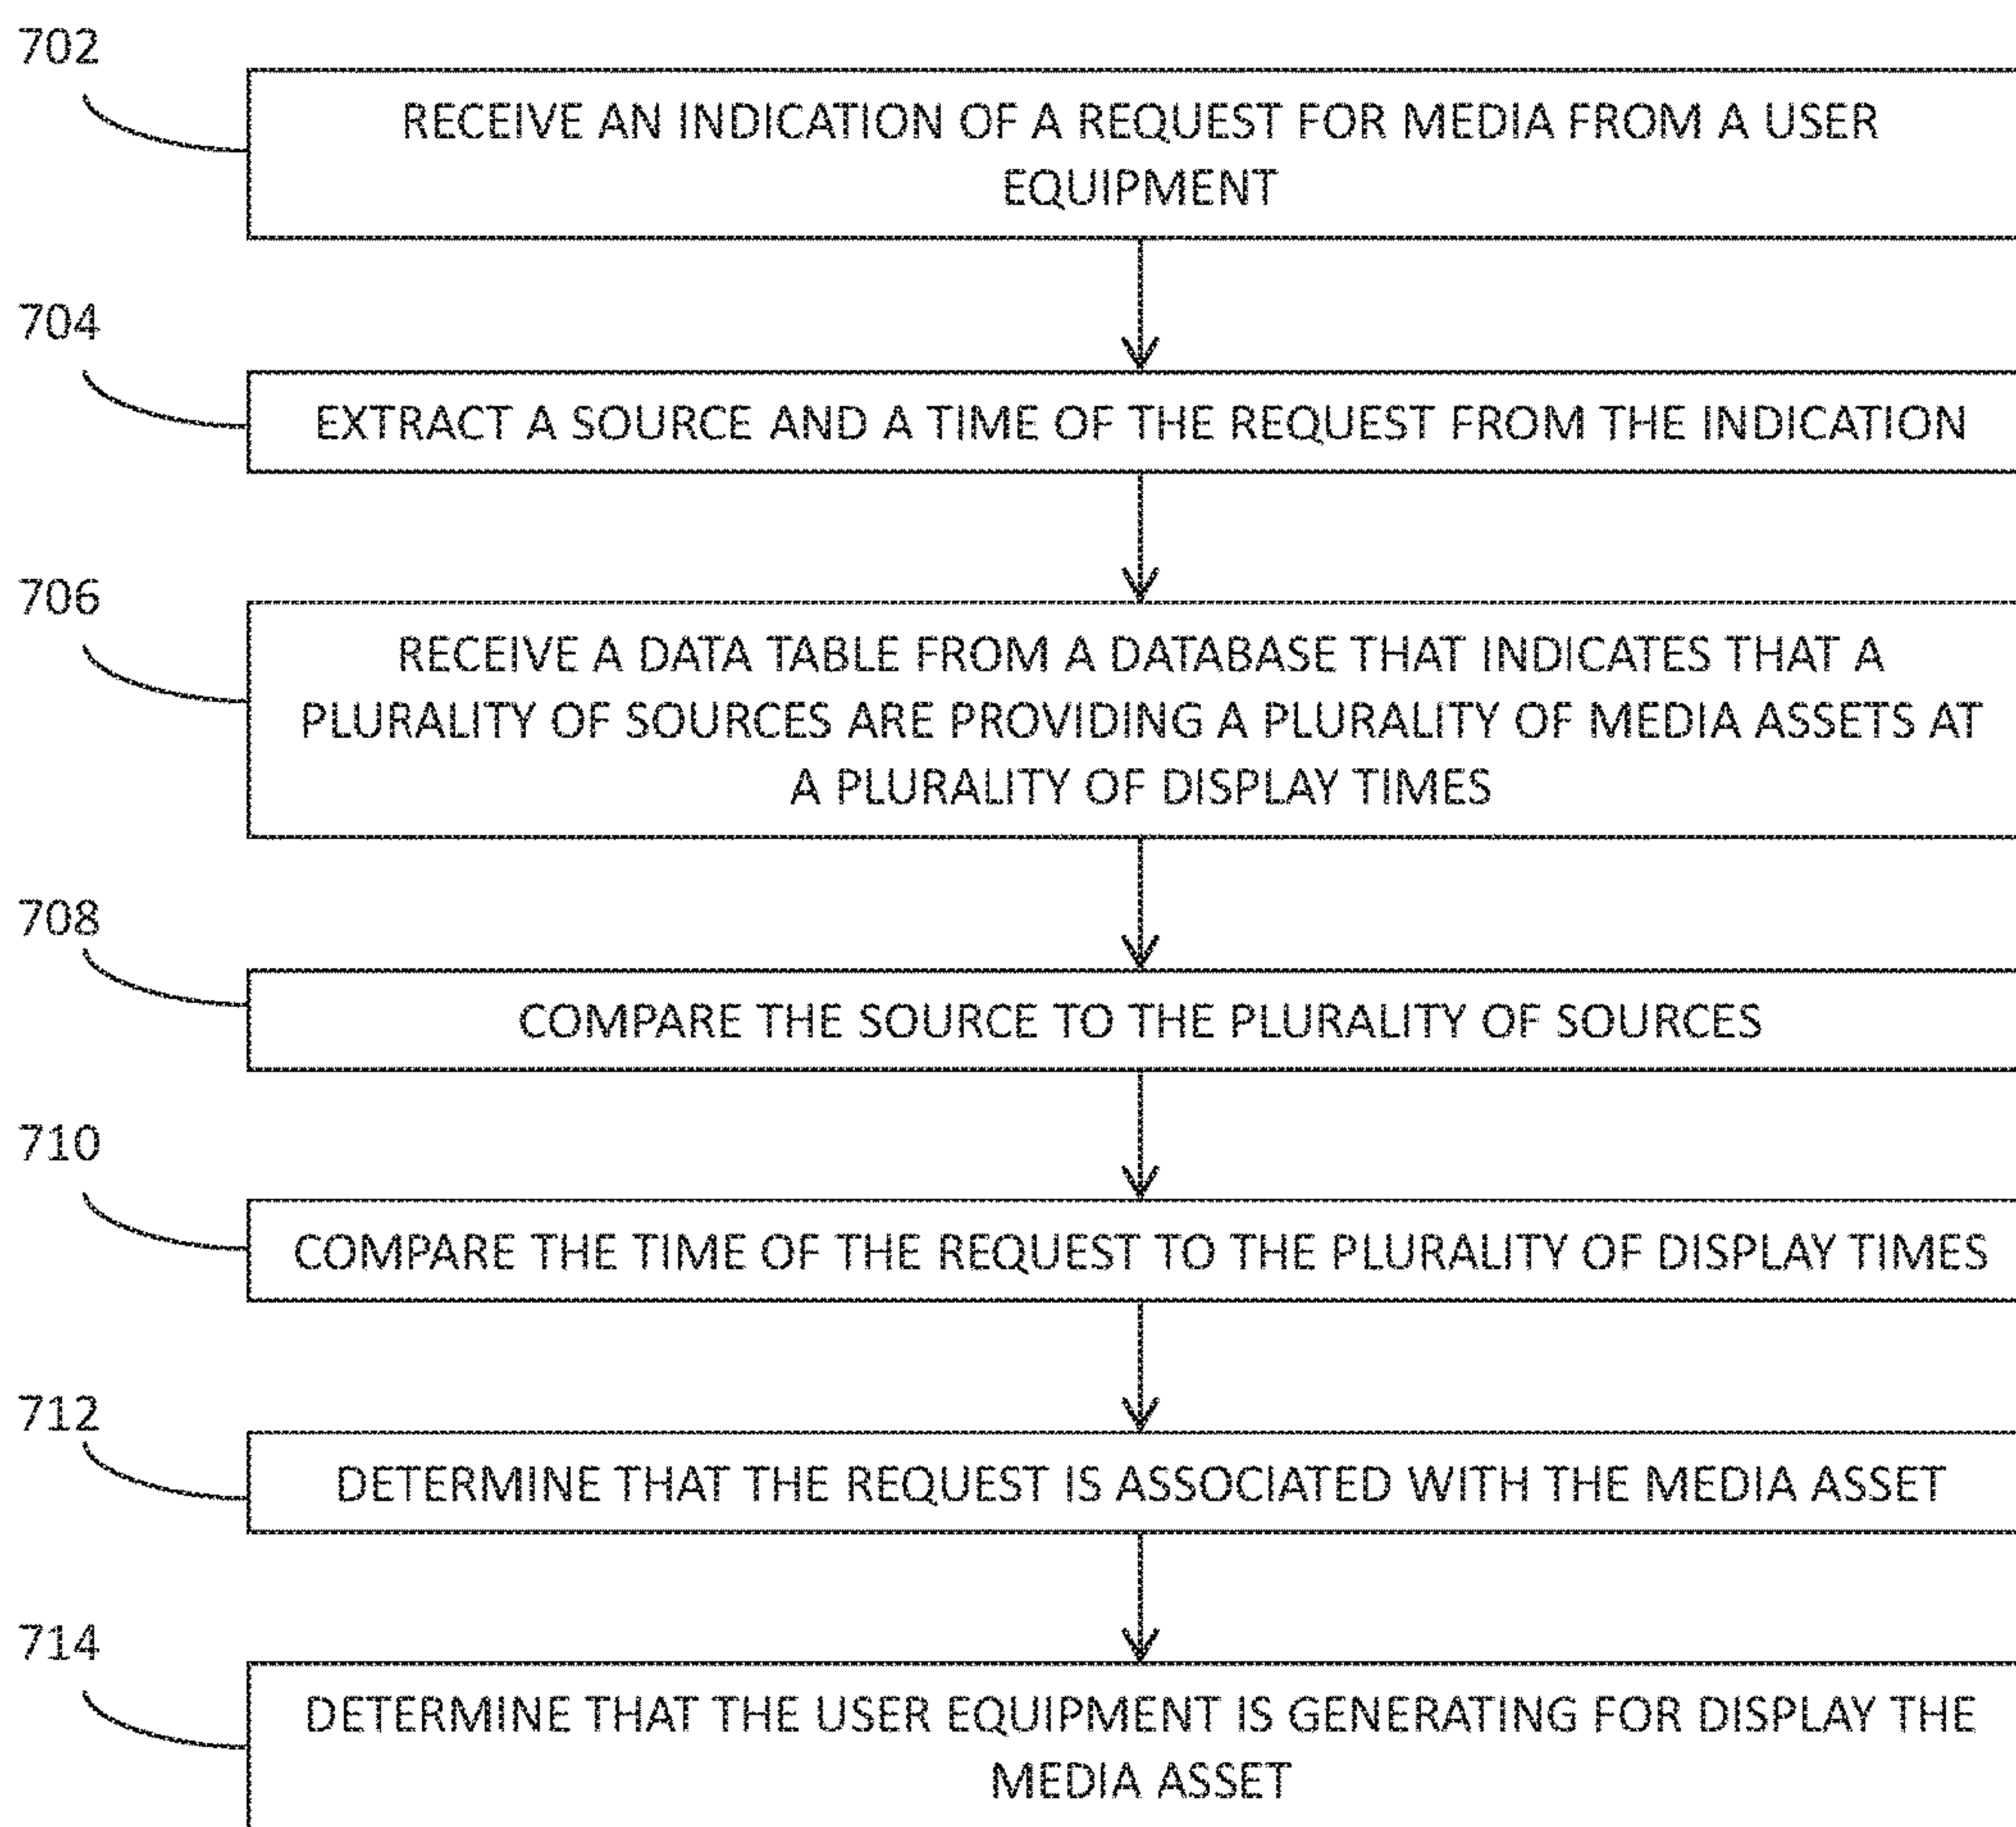 702
RECEIVE AN INDICATION OF A REQUEST FOR MEDIA FROM A USER
EQUIPMENT
704
EXTRACT A SOURCE AND A TIME OF THE REQUEST FROM THE INDICATION
706
RECEIVE A DATA TABLE FROM A DATABASE THAT INDICATES THAT A
PLURALITY OF SOURCES ARE PROVIDING A PLURALITY OF MEDIA ASSETS AT
A PLURALITY OF DISPLAY TIMES
708
COMPARE THE SOURCE TO THE PLURALITY OF SOURCES
710
COMPARE THE TIME OF THE REQUEST TO THE PLURALITY OF DISPLAY TIMES
712
DETERMINE THAT THE REQUEST IS ASSOCIATED WITH THE MEDIA ASSET
714
DETERMINE THAT THE USER EQUIPMENT IS GENERATING FOR DISPLAY THE
MEDIA ASSET